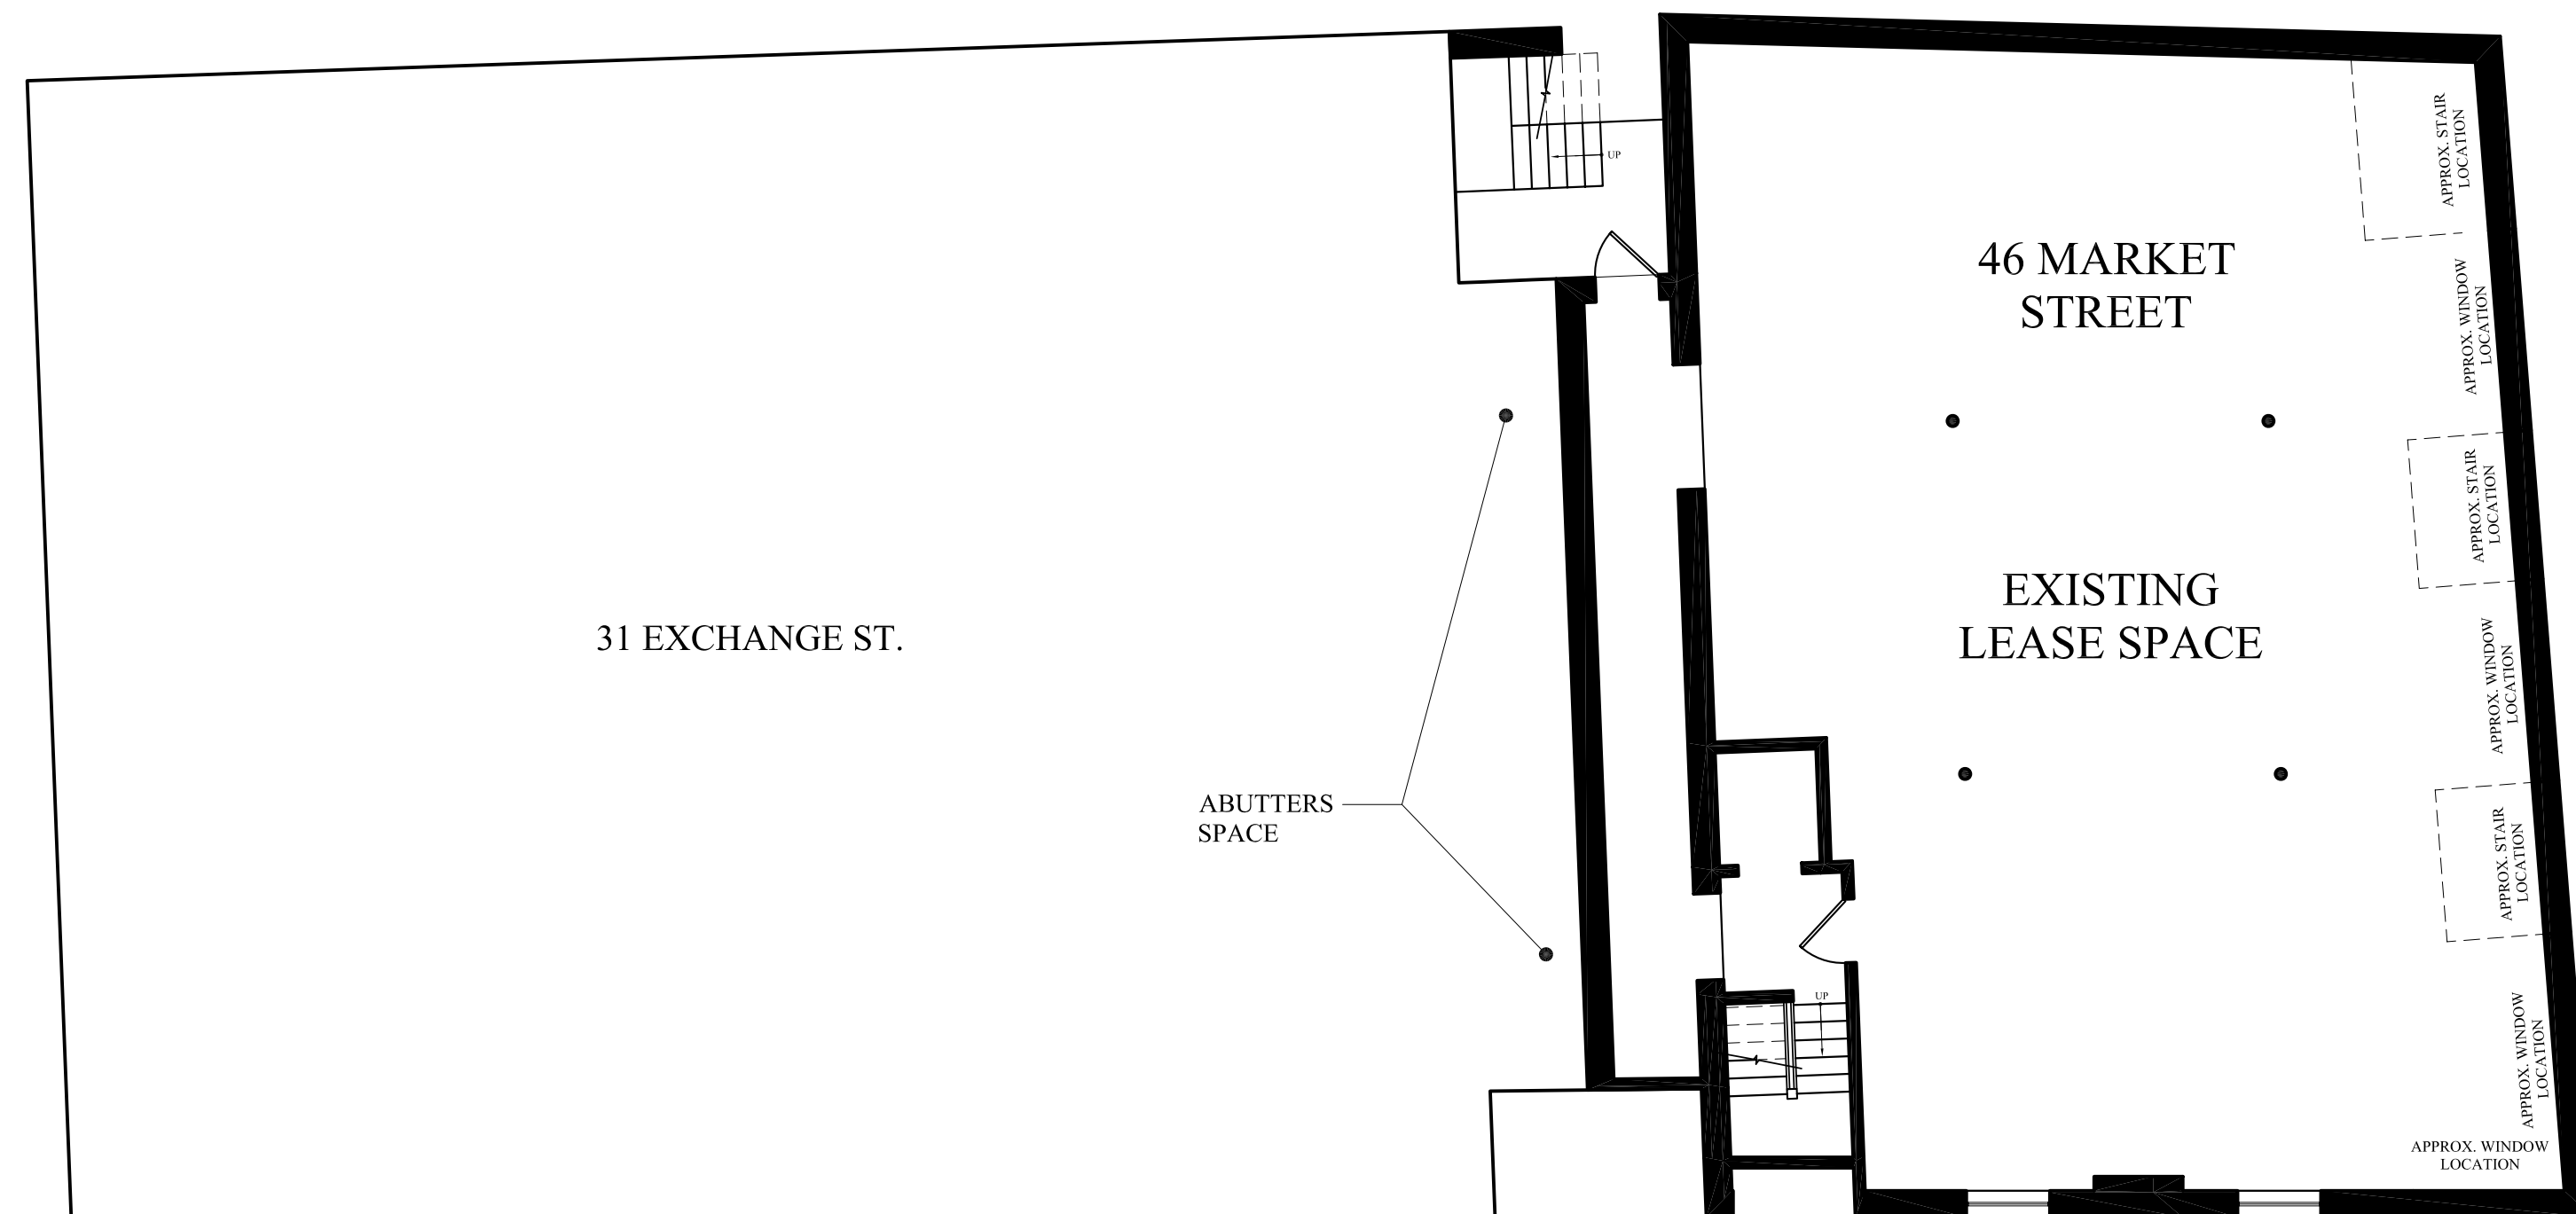 APPROX. STAIR
LOCATION
UP
46 MARKET
STREET
APPROX. WINDOW
LOCATION
APPROX. STAIR
LOCATION
EXISTING
LEASE SPACE
31 EXCHANGE ST.
APPROX. WINDOW
LOCATION
ABUTTERS
SPACE
APPROX. STAIR
LOCATION
UP
APPROX. WINDOW
LOCATION
APPROX. WINDOW
LOCATION